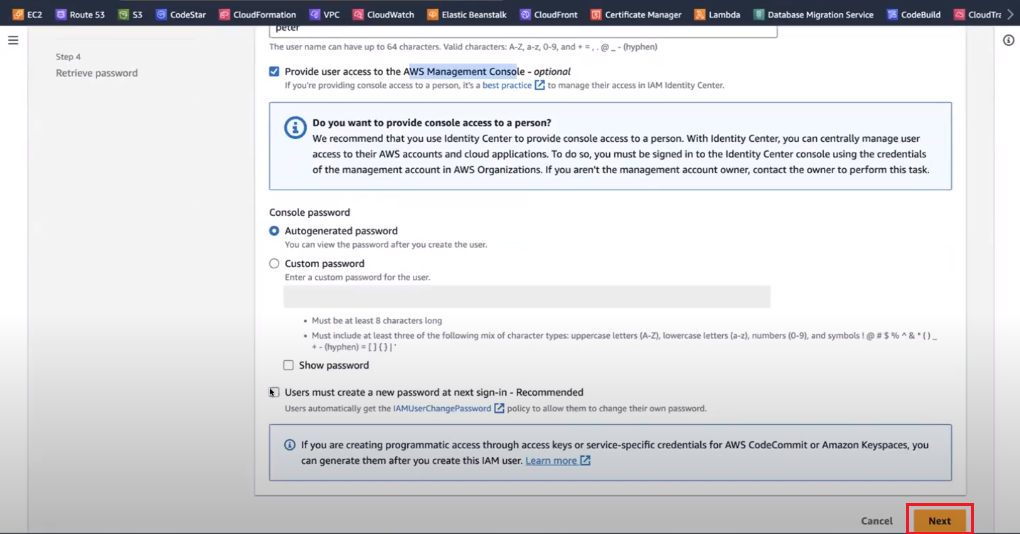 EC2 Route 53 S3 CodeStar CloudFormation VPC CloudWatch Elastic Beanstalk CloudFront Certificate Manager Lambda Database Migration Service CodeBuild CloudTra
peter
The user name can have up to 64 characters. Valid characters: A-Z, a-z, 0-9, and + = , . @ _ - (hyphen)
Step 4
Retrieve password
Provide user access to the AWS Management Console - optional
If you're providing console access to a person, it's a best practice to manage their access in IAM Identity Center.
Do you want to provide console access to a person?
We recommend that you use Identity Center to provide console access to a person. With Identity Center, you can centrally manage user
access to their AWS accounts and cloud applications. To do so, you must be signed in to the Identity Center console using the credentials
of the management account in AWS Organizations. If you aren't the management account owner, contact the owner to perform this task.
Console password
Autogenerated password
You can view the password after you create the user.
Custom password
Enter a custom password for the user.
• Must be at least 8 characters long
• Must include at least three of the following mix of character types: uppercase letters (A-Z), lowercase letters (a-z), numbers (0-9), and symbols ! @ # $ % ^ & * ( ) _
+ - (hyphen) = [ ] { } | '
Show password
Users must create a new password at next sign-in - Recommended
Users automatically get the IAMUserChangePassword policy to allow them to change their own password.
If you are creating programmatic access through access keys or service-specific credentials for AWS CodeCommit or Amazon Keyspaces, you
can generate them after you create this IAM user. Learn more
Cancel Next